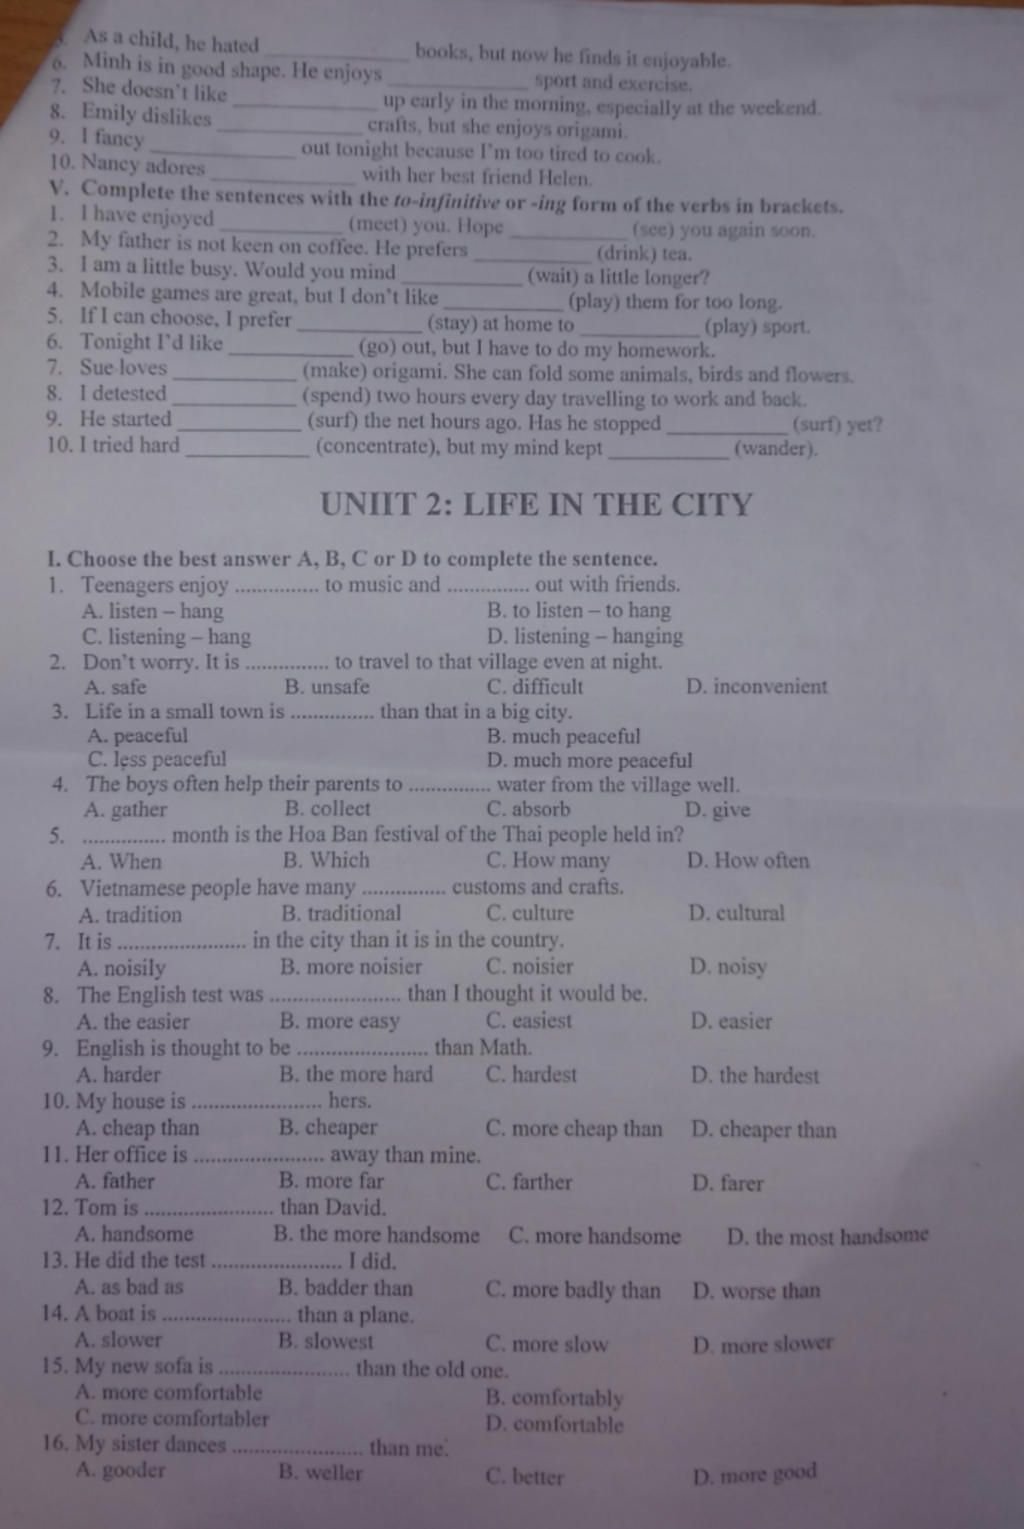 5. As a child, he hated ______________ books, but now he finds it enjoyable.
6. Minh is in good shape. He enjoys ______________ sport and exercise.
7. She doesn't like ______________ up early in the morning, especially at the weekend.
8. Emily dislikes ______________ crafts, but she enjoys origami.
9. I fancy ______________ out tonight because I'm too tired to cook.
10. Nancy adores ______________ with her best friend Helen.
V. Complete the sentences with the to-infinitive or -ing form of the verbs in brackets.
1. I have enjoyed ____________ (meet) you. Hope ____________ (see) you again soon.
2. My father is not keen on coffee. He prefers ____________ (drink) tea.
3. I am a little busy. Would you mind ____________ (wait) a little longer?
4. Mobile games are great, but I don't like ____________ (play) them for too long.
5. If I can choose, I prefer ____________ (stay) at home to ____________ (play) sport.
6. Tonight I'd like ____________ (go) out, but I have to do my homework.
7. Sue loves ____________ (make) origami. She can fold some animals, birds and flowers.
8. I detested ____________ (spend) two hours every day travelling to work and back.
9. He started ____________ (surf) the net hours ago. Has he stopped ____________ (surf) yet?
10. I tried hard ____________ (concentrate), but my mind kept ____________ (wander).
UNIIT 2: LIFE IN THE CITY
I. Choose the best answer A, B, C or D to complete the sentence.
1. Teenagers enjoy ............... to music and ............... out with friends.
A. listen – hang B. to listen – to hang
C. listening – hang D. listening – hanging
2. Don't worry. It is ............... to travel to that village even at night.
A. safe B. unsafe C. difficult D. inconvenient
3. Life in a small town is ............... than that in a big city.
A. peaceful B. much peaceful
C. less peaceful D. much more peaceful
4. The boys often help their parents to ............... water from the village well.
A. gather B. collect C. absorb D. give
5. ............... month is the Hoa Ban festival of the Thai people held in?
A. When B. Which C. How many D. How often
6. Vietnamese people have many ............... customs and crafts.
A. tradition B. traditional C. culture D. cultural
7. It is ....................... in the city than it is in the country.
A. noisily B. more noisier C. noisier D. noisy
8. The English test was ....................... than I thought it would be.
A. the easier B. more easy C. easiest D. easier
9. English is thought to be ....................... than Math.
A. harder B. the more hard C. hardest D. the hardest
10. My house is ....................... hers.
A. cheap than B. cheaper C. more cheap than D. cheaper than
11. Her office is ....................... away than mine.
A. father B. more far C. farther D. farer
12. Tom is ....................... than David.
A. handsome B. the more handsome C. more handsome D. the most handsome
13. He did the test ....................... I did.
A. as bad as B. badder than C. more badly than D. worse than
14. A boat is ....................... than a plane.
A. slower B. slowest C. more slow D. more slower
15. My new sofa is ....................... than the old one.
A. more comfortable B. comfortably
C. more comfortabler D. comfortable
16. My sister dances ....................... than me.
A. gooder B. weller C. better D. more good